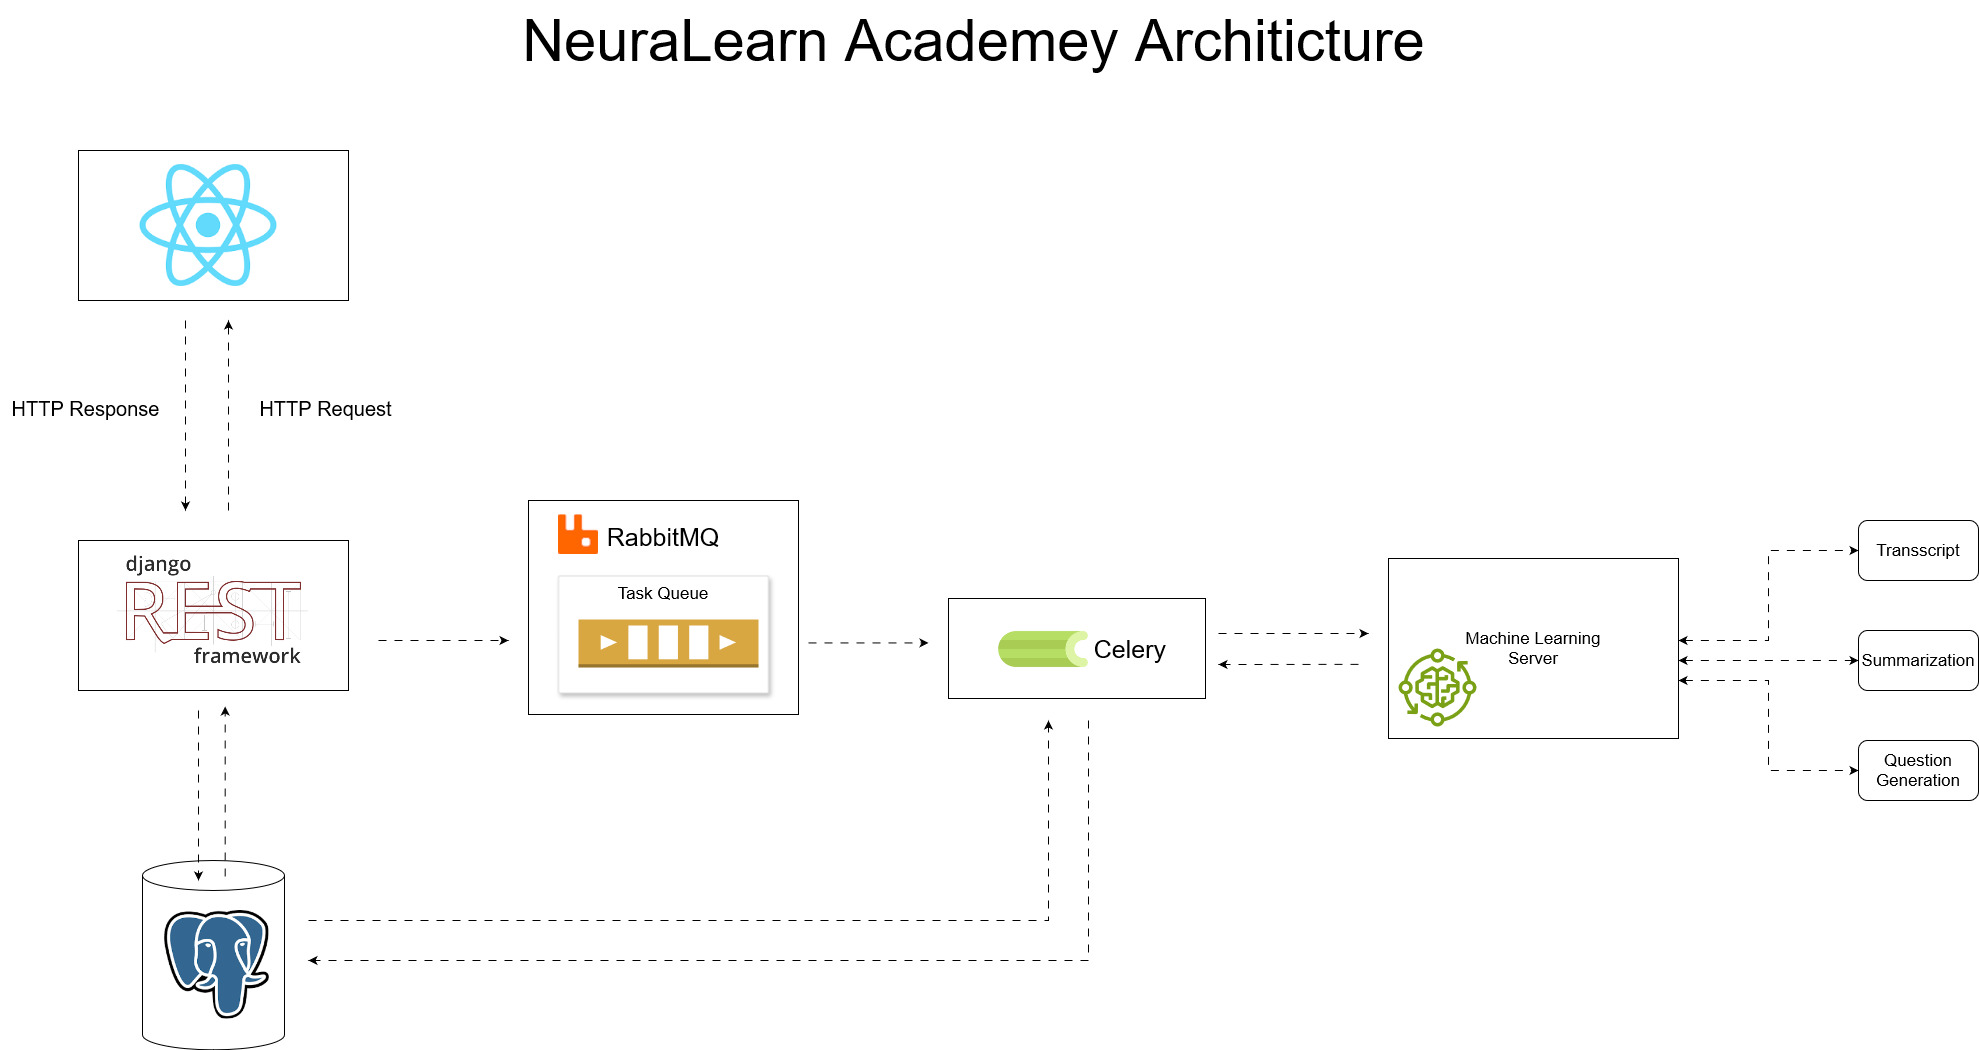 NeuraLearn Academey Architicture
HTTP Response
HTTP Request
django
REST
framework
RabbitMQ
Task Queue
Celery
Machine Learning
Server
Transscript
Summarization
Question
Generation